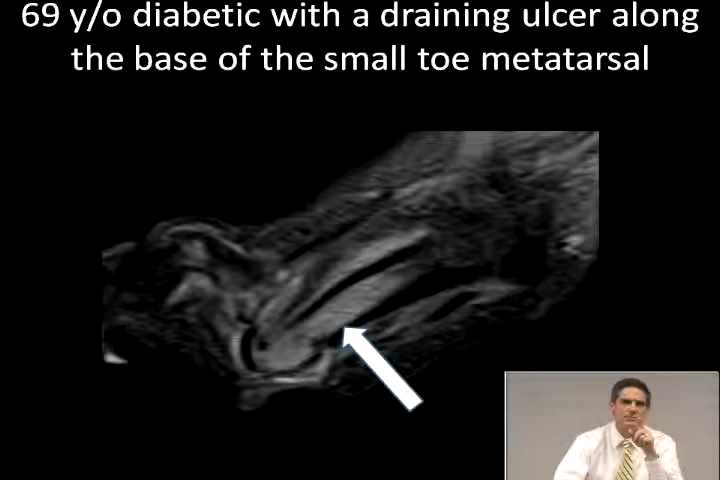 69 y/o diabetic with a draining ulcer along
the base of the small toe metatarsal